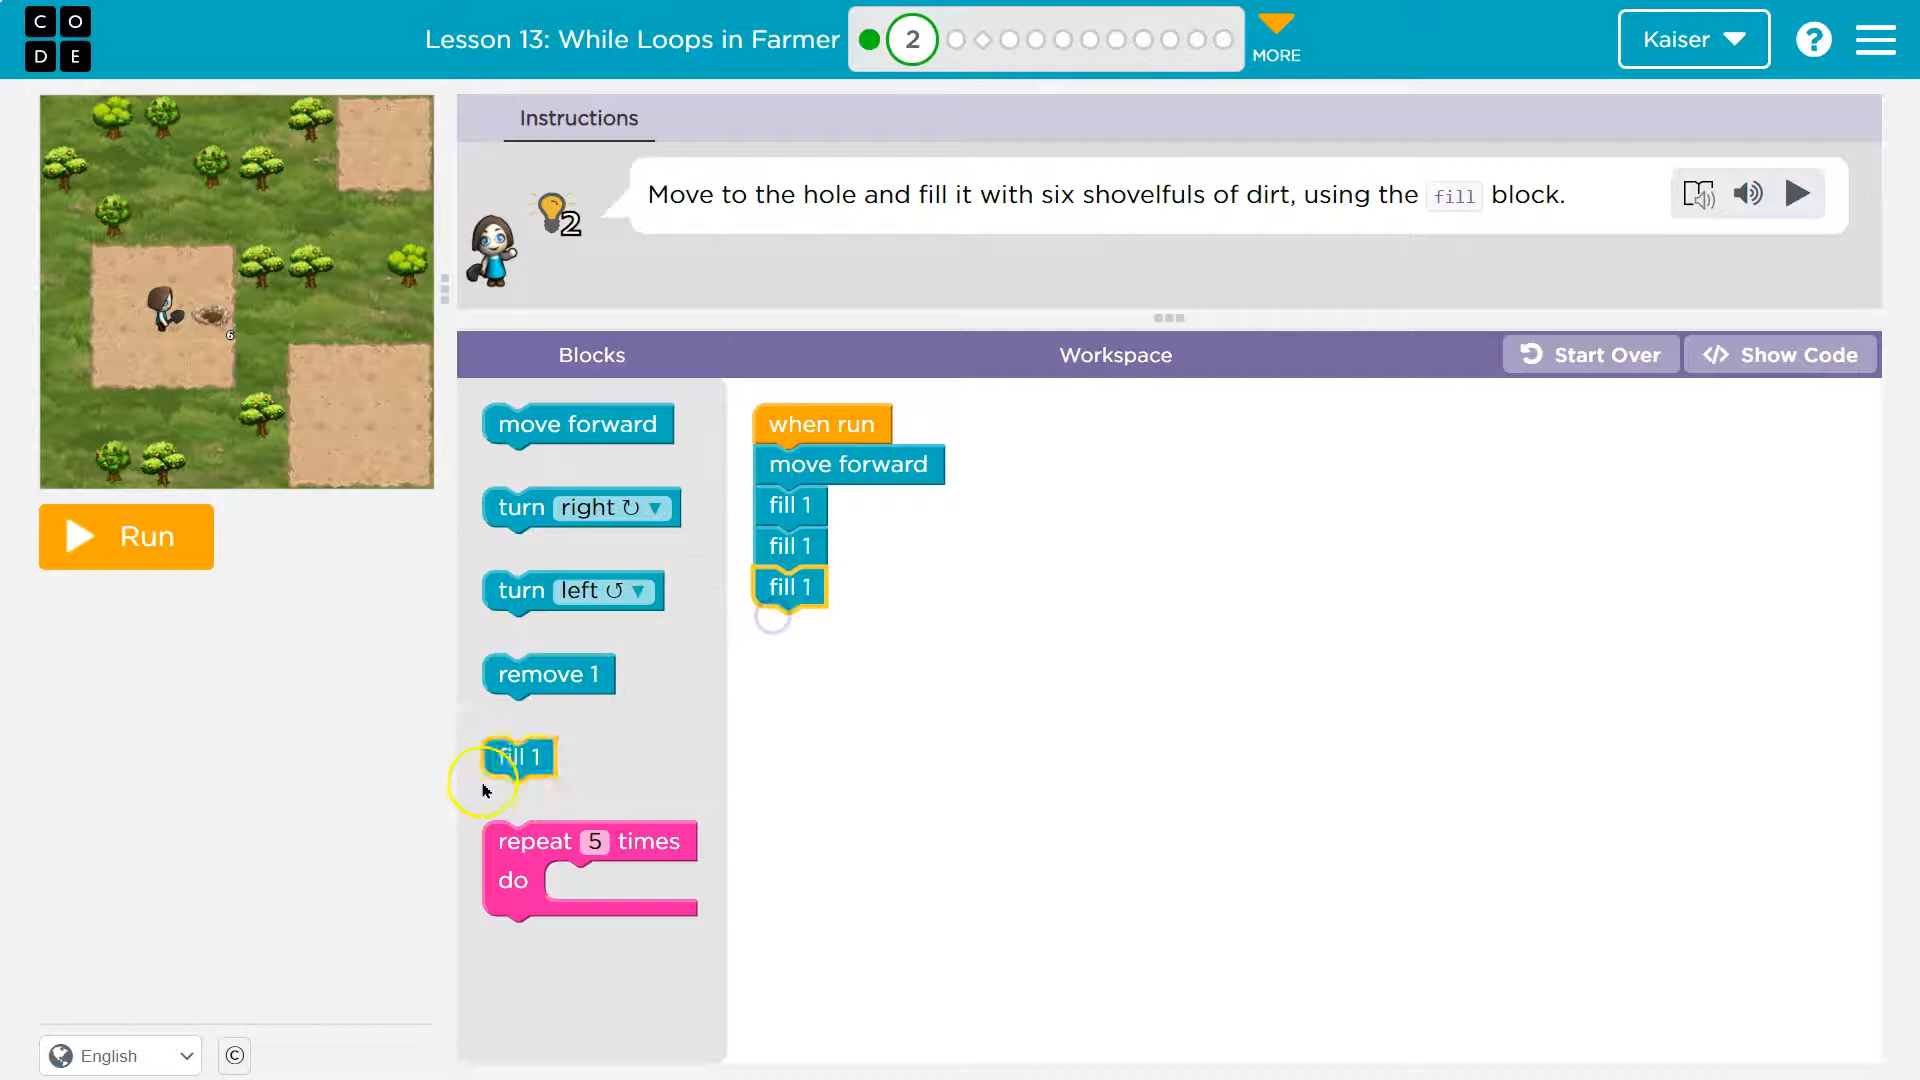 C O
D E
Lesson 13: While Loops in Farmer
2
MORE
Kaiser
?
Instructions
2
Move to the hole and fill it with six shovelfuls of dirt, using the fill block.
6
Run
Blocks
Workspace
Start Over
</> Show Code
move forward
turn right ↻ ▼
turn left ↺ ▼
remove 1
fill 1
repeat 5 times
do
when run
move forward
fill 1
fill 1
fill 1
English
©